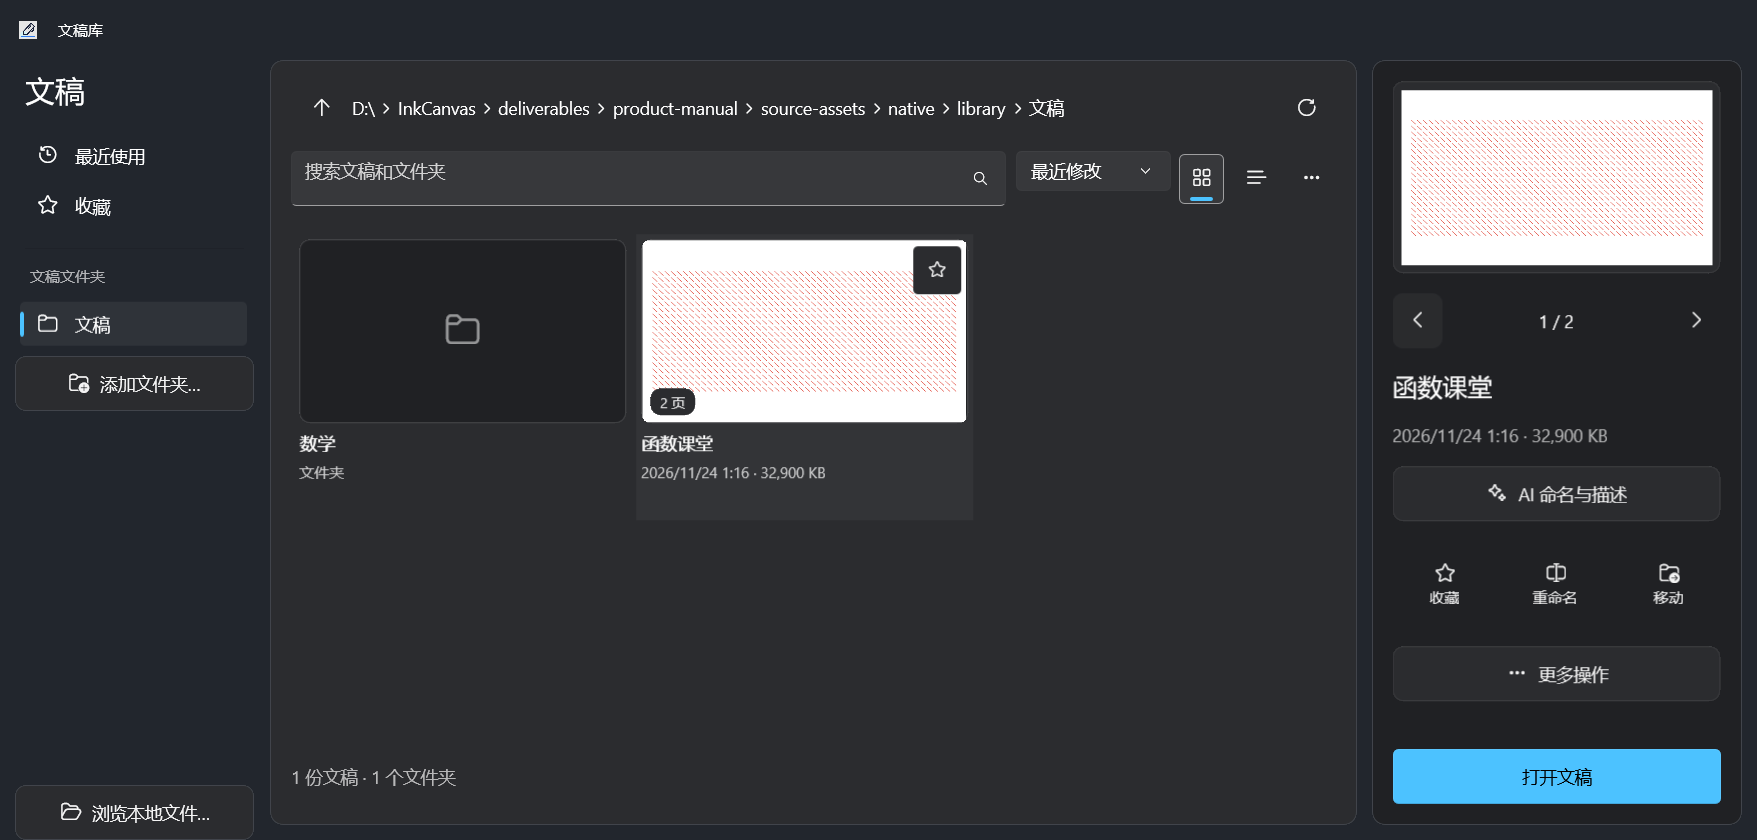 文稿库
文稿
最近使用
收藏
文稿文件夹
文稿
添加文件夹...
浏览本地文件...
D:\ > InkCanvas > deliverables > product-manual > source-assets > native > library > 文稿
搜索文稿和文件夹
最近修改
2 页
数学
文件夹
函数课堂
2026/11/24 1:16 · 32,900 KB
1 份文稿 · 1 个文件夹
1 / 2
函数课堂
2026/11/24 1:16 · 32,900 KB
AI 命名与描述
收藏 重命名 移动
更多操作
打开文稿